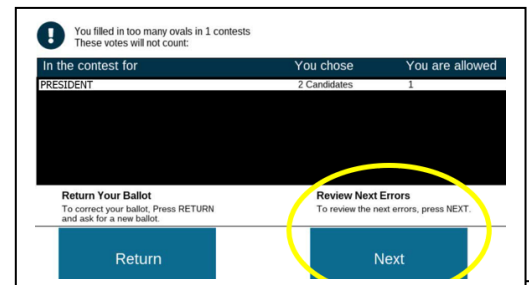 !
You filled in too many ovals in 1 contests
These votes will not count:
In the contest for You chose You are allowed
PRESIDENT 2 Candidates 1
Return Your Ballot
To correct your ballot, Press RETURN
and ask for a new ballot.
Review Next Errors
To review the next errors, press NEXT.
Return
Next